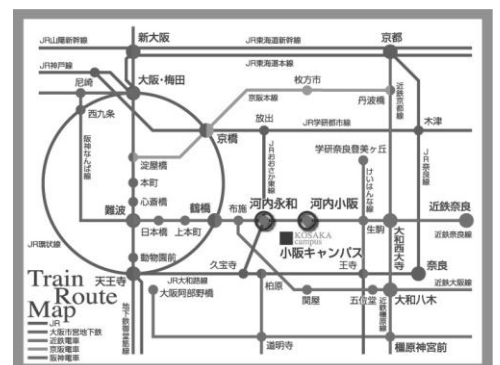 新大阪
京都
JR山陽新幹線
JR東海道新幹線
JR神戸線
JR東海道本線
尼崎
大阪・梅田
枚方市
近鉄京都線
京阪本線
丹波橋
西九条
放出
JR学研都市線
木津
京橋
阪神なんば線
淀屋橋
JRおおさか東線
学研奈良登美ヶ丘
けいはんな線
JR奈良線
本町
心斎橋
難波
鶴橋
布施
河内永和
河内小阪
近鉄奈良
日本橋
上本町
生駒
大和西大寺
近鉄奈良線
KOSAKA
campus
小阪キャンパス
JR環状線
動物園前
久宝寺
王寺
奈良
天王寺
JR大和路線
柏原
近鉄大阪線
大阪阿部野橋
関屋
五位堂
大和八木
Train
Route
Map
地下鉄御堂筋線
近鉄橿原線
JR
大阪市営地下鉄
近鉄電車
京阪電車
阪神電車
道明寺
橿原神宮前